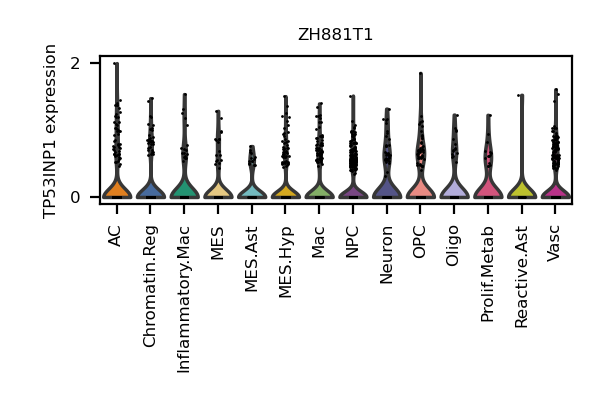 ZH881T1
TP53INP1 expression
2
0
AC
Chromatin.Reg
Inflammatory.Mac
MES
MES.Ast
MES.Hyp
Mac
NPC
Neuron
OPC
Oligo
Prolif.Metab
Reactive.Ast
Vasc